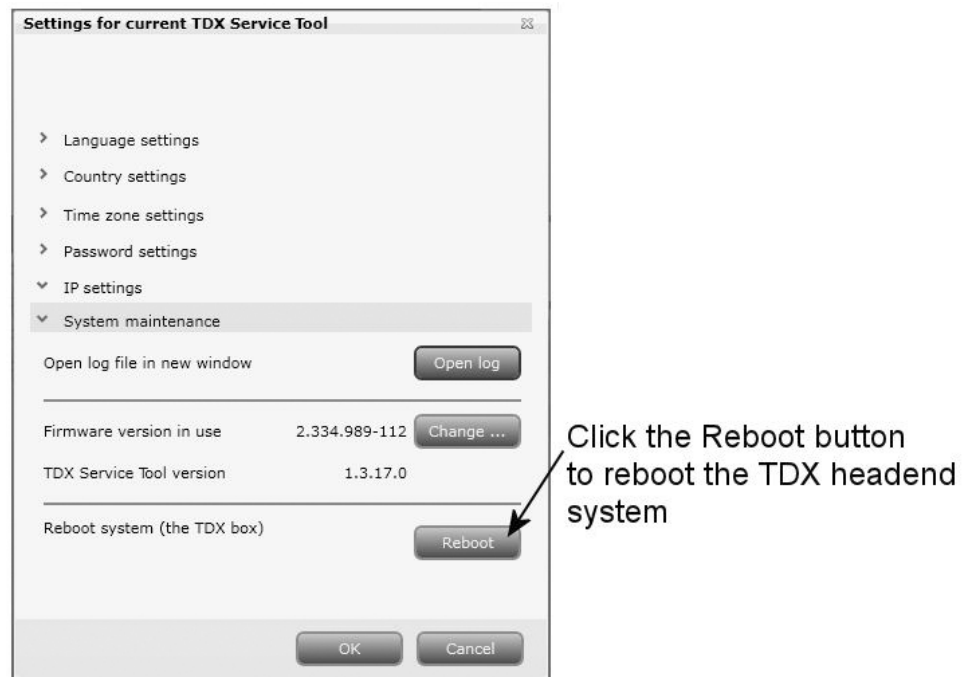 Settings for current TDX Service Tool
Language settings
Country settings
Time zone settings
Password settings
IP settings
System maintenance
Open log file in new window Open log
Firmware version in use 2.334.989-112 Change ...
TDX Service Tool version 1.3.17.0
Reboot system (the TDX box) Reboot
OK Cancel
Click the Reboot button
to reboot the TDX headend
system